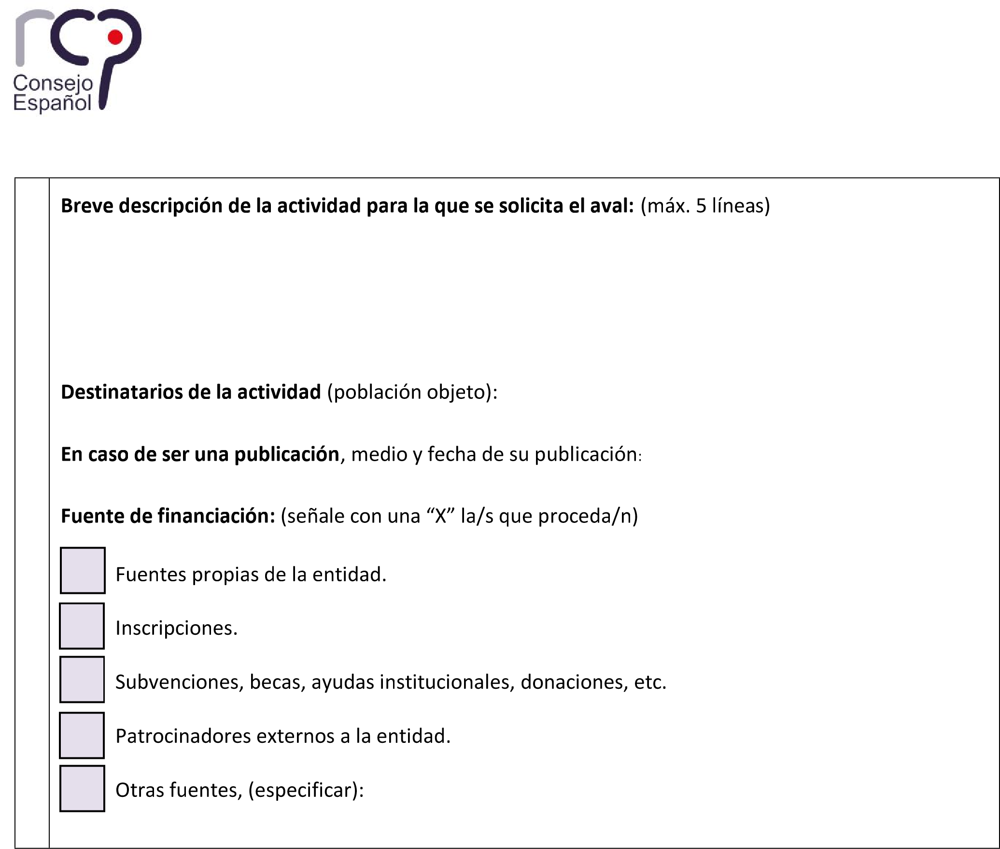 rcp
Consejo
Español
Breve descripción de la actividad para la que se solicita el aval: (máx. 5 líneas)
Destinatarios de la actividad (población objeto):
En caso de ser una publicación, medio y fecha de su publicación:
Fuente de financiación: (señale con una “X” la/s que proceda/n)
Fuentes propias de la entidad.
Inscripciones.
Subvenciones, becas, ayudas institucionales, donaciones, etc.
Patrocinadores externos a la entidad.
Otras fuentes, (especificar):